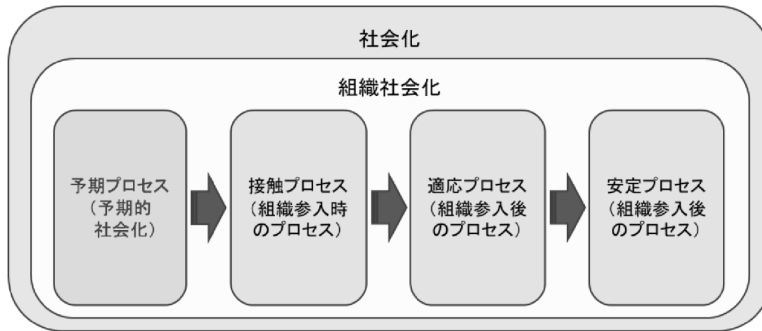 社会化
組織社会化
予期プロセス
（予期的
社会化）
接触プロセス
（組織参入時
のプロセス）
適応プロセス
（組織参入後
のプロセス）
安定プロセス
（組織参入後
のプロセス）